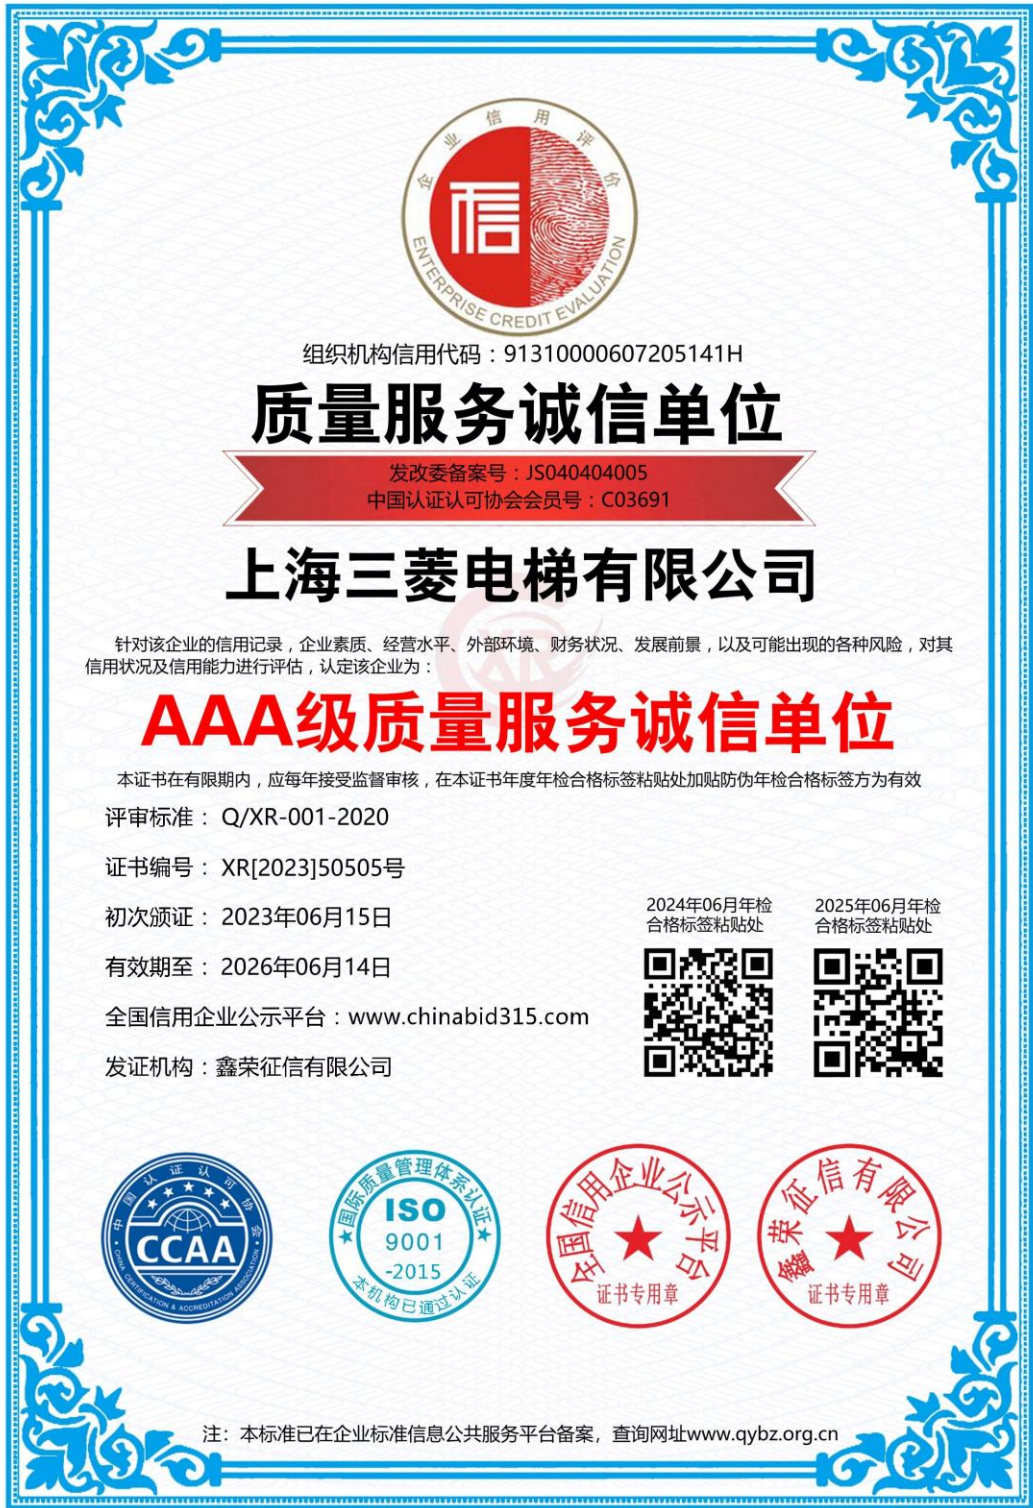 企业信用评价
信
ENTERPRISE CREDIT EVALUATION
组织机构信用代码：91310000607205141H
质量服务诚信单位
发改委备案号：JS040404005
中国认证认可协会会员号：C03691
上海三菱电梯有限公司
XR
针对该企业的信用记录，企业素质、经营水平、外部环境、财务状况、发展前景，以及可能出现的各种风险，对其
信用状况及信用能力进行评估，认定该企业为：
AAA级质量服务诚信单位
本证书在有限期内，应每年接受监督审核，在本证书年度年检合格标签粘贴处加贴防伪年检合格标签方为有效
评审标准： Q/XR-001-2020
证书编号： XR[2023]50505号
初次颁证： 2023年06月15日
有效期至： 2026年06月14日
全国信用企业公示平台：www.chinabid315.com
发证机构：鑫荣征信有限公司
2024年06月年检
合格标签粘贴处
2025年06月年检
合格标签粘贴处
中国认证认可协会
CCAA
CHINA CERTIFICATION & ACCREDITATION ASSOCIATION
国际质量管理体系认证
ISO
9001
-2015
本机构已通过认证
全国信用企业公示平台
证书专用章
鑫荣征信有限公司
证书专用章
注：本标准已在企业标准信息公共服务平台备案，查询网址www.qybz.org.cn